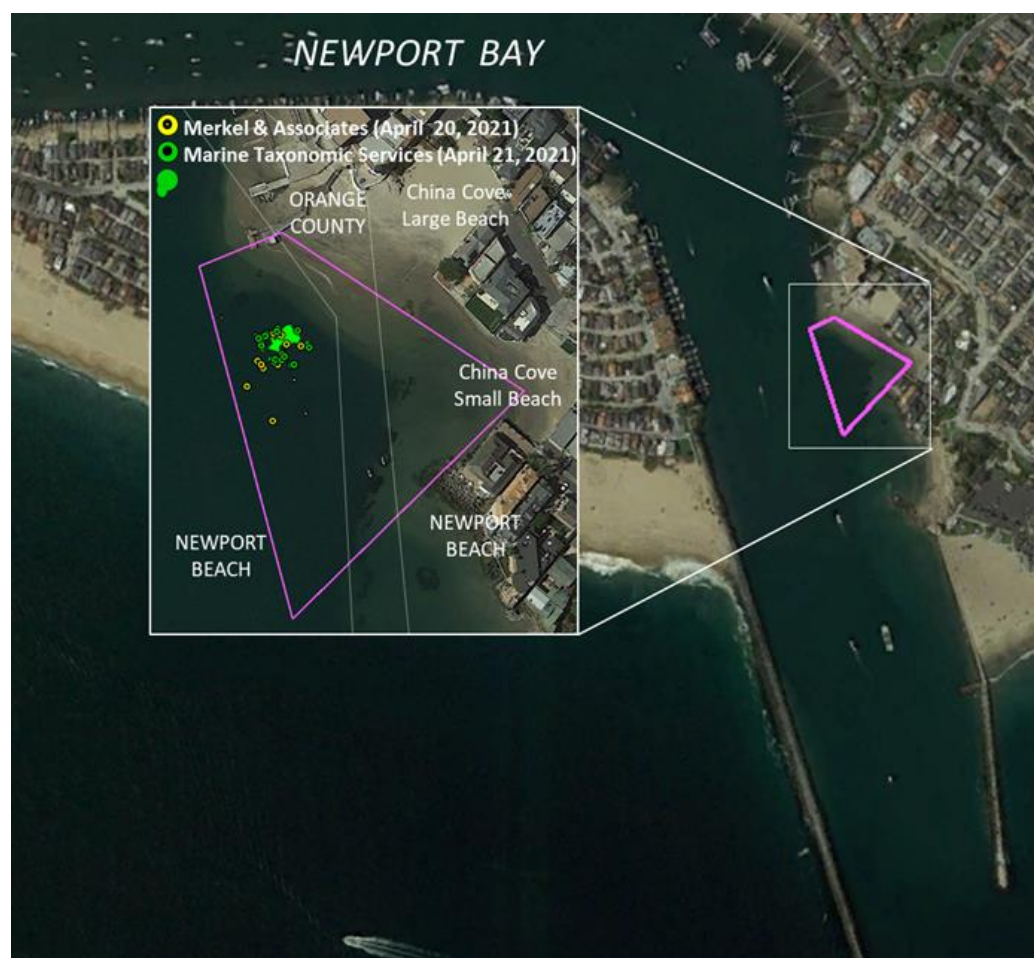 NEWPORT BAY
Merkel & Associates (April 20, 2021)
Marine Taxonomic Services (April 21, 2021)
ORANGE
COUNTY
China Cove
Large Beach
China Cove
Small Beach
NEWPORT
BEACH
NEWPORT
BEACH